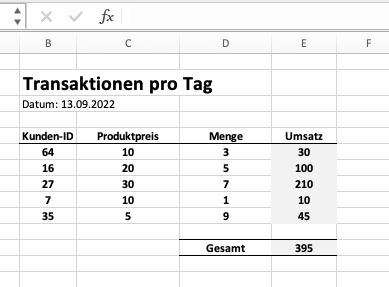 fx
B C D E F
Transaktionen pro Tag
Datum: 13.09.2022
Kunden-ID Produktpreis Menge Umsatz
64 10 3 30
16 20 5 100
27 30 7 210
7 10 1 10
35 5 9 45
Gesamt 395